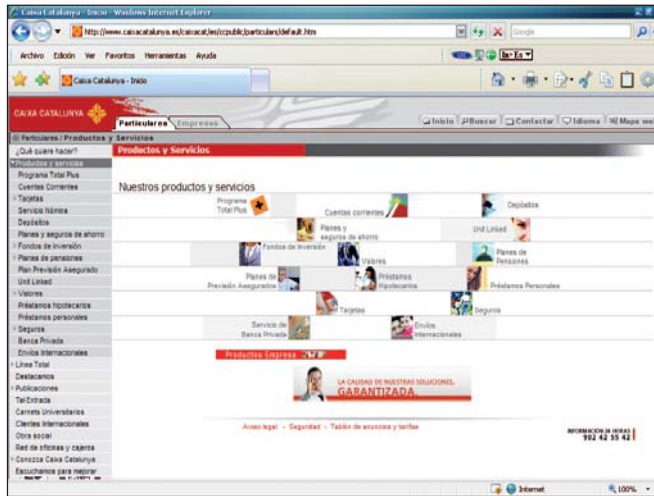 Caixa Catalunya - Inicio - Windows Internet Explorer
http://www.caixacatalunya.es/caixacat/es/ccpublic/particulars/default.htm
Google
Archivo Edición Ver Favoritos Herramientas Ayuda
Caixa Catalunya - Inicio
CAIXA CATALUNYA
Particulares Empresas
Inicio Buscar Contactar Idioma Mapa web
Particulares / Productos y Servicios
¿Qué quiere hacer?
Productos y servicios
Programa Total Plus
Cuentas Corrientes
Tarjetas
Servicio Nómina
Depósitos
Planes y seguros de ahorro
Fondos de inversión
Planes de pensiones
Plan Previsión Asegurado
Unit Linked
Valores
Préstamos hipotecarios
Préstamos personales
Seguros
Banca Privada
Envíos Internacionales
Línea Total
Destacamos
Publicaciones
Tel·Entrada
Carnets Universitarios
Clientes Internacionales
Obra social
Red de oficinas y cajeros
Conozca Caixa Catalunya
Escuchamos para mejorar
Productos y Servicios
Nuestros productos y servicios
Programa
Total Plus
Cuentas corrientes
Depósitos
Planes y
seguros de ahorro
Unit Linked
Fondos de inversión
Valores
Planes de
Pensiones
Planes de
Previsión Asegurados
Préstamos
Hipotecarios
Préstamos Personales
Tarjetas
Seguros
Servicio de
Banca Privada
Envíos
Internacionales
Productos Empresa
LA CALIDAD DE NUESTRAS SOLUCIONES,
GARANTIZADA.
Aviso legal - Seguridad - Tablón de anuncios y tarifas
INFORMACIÓN 24 HORAS
902 42 55 42
Internet
100%